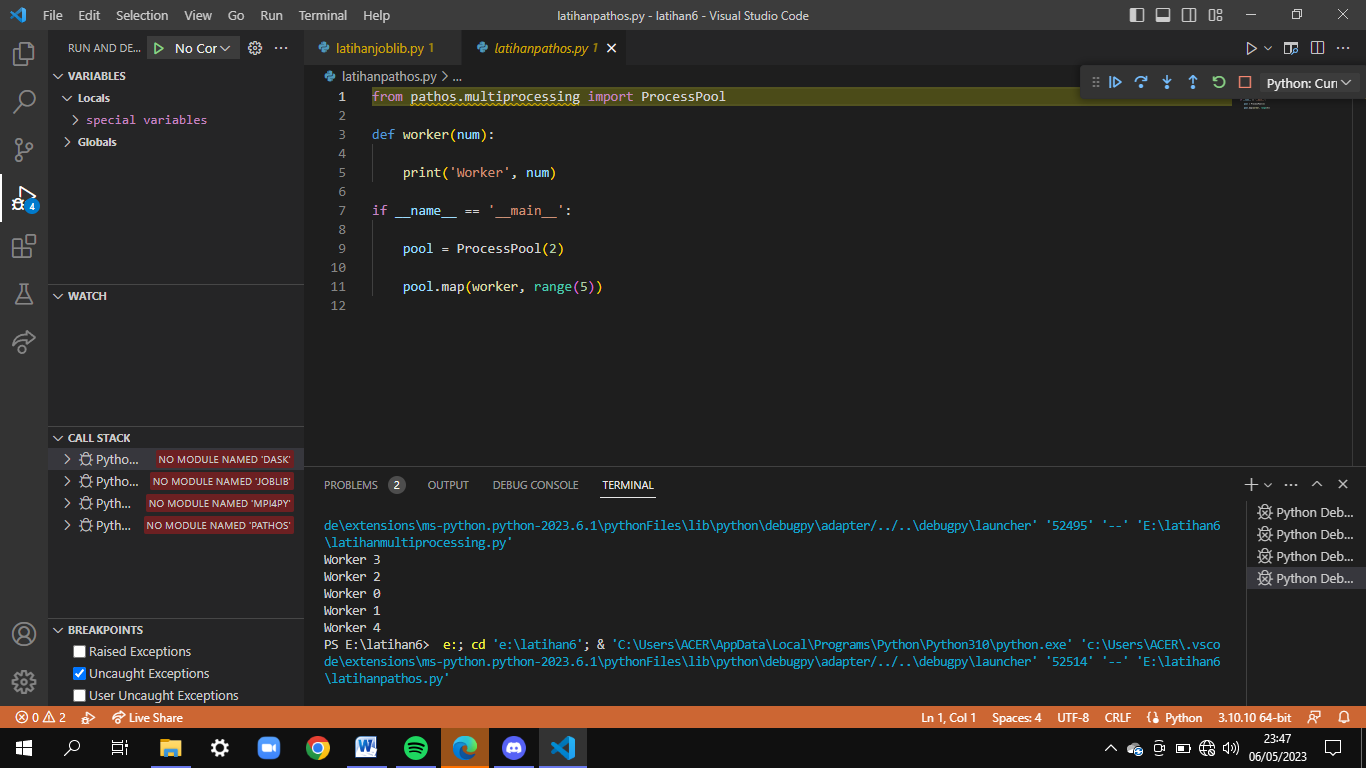 File Edit Selection View Go Run Terminal Help
latihanpathos.py - latihan6 - Visual Studio Code
RUN AND DE...
No Cor
latihanjoblib.py 1
latihanpathos.py 1
latihanpathos.py > ...
Python: Curr
4
VARIABLES
Locals
special variables
Globals
WATCH
CALL STACK
Pytho... NO MODULE NAMED 'DASK'
Pytho... NO MODULE NAMED 'JOBLIB'
Pyth... NO MODULE NAMED 'MPI4PY'
Pyth... NO MODULE NAMED 'PATHOS'
BREAKPOINTS
Raised Exceptions
Uncaught Exceptions
User Uncaught Exceptions
1 from pathos.multiprocessing import ProcessPool
2
3 def worker(num):
4
5     print('Worker', num)
6
7 if __name__ == '__main__':
8
9     pool = ProcessPool(2)
10
11     pool.map(worker, range(5))
12
PROBLEMS 2 OUTPUT DEBUG CONSOLE TERMINAL
de\extensions\ms-python.python-2023.6.1\pythonFiles\lib\python\debugpy\adapter/../..\debugpy\launcher' '52495' '--' 'E:\latihan6
\latihanmultiprocessing.py'
Worker 3
Worker 2
Worker 0
Worker 1
Worker 4
PS E:\latihan6>  e:; cd 'e:\latihan6'; & 'C:\Users\ACER\AppData\Local\Programs\Python\Python310\python.exe' 'c:\Users\ACER\.vsco
de\extensions\ms-python.python-2023.6.1\pythonFiles\lib\python\debugpy\adapter/../..\debugpy\launcher' '52514' '--' 'E:\latihan6
\latihanpathos.py'
Python Deb...
Python Deb...
Python Deb...
Python Deb...
0 2 Live Share
Ln 1, Col 1 Spaces: 4 UTF-8 CRLF Python 3.10.10 64-bit
23:47
06/05/2023